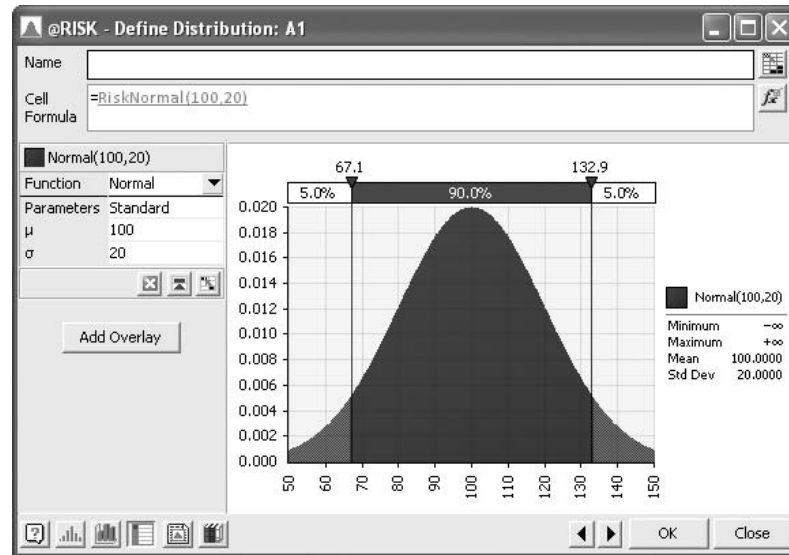 @RISK - Define Distribution: A1
Name
Cell Formula
=RiskNormal(100,20)
Normal(100,20)
Function Normal
Parameters Standard
μ 100
σ 20
Add Overlay
67.1 132.9
5.0% 90.0% 5.0%
0.020
0.018
0.016
0.014
0.012
0.010
0.008
0.006
0.004
0.002
0.000
50 60 70 80 90 100 110 120 130 140 150
Normal(100,20)
Minimum -∞
Maximum +∞
Mean 100.0000
Std Dev 20.0000
OK Close